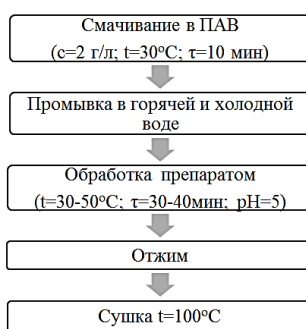 Смачивание в ПАВ
(с=2 г/л; t=30°С; τ=10 мин)
Промывка в горячей и холодной
воде
Обработка препаратом
(t=30-50°С; τ=30-40мин; pH=5)
Отжим
Сушка t=100°С